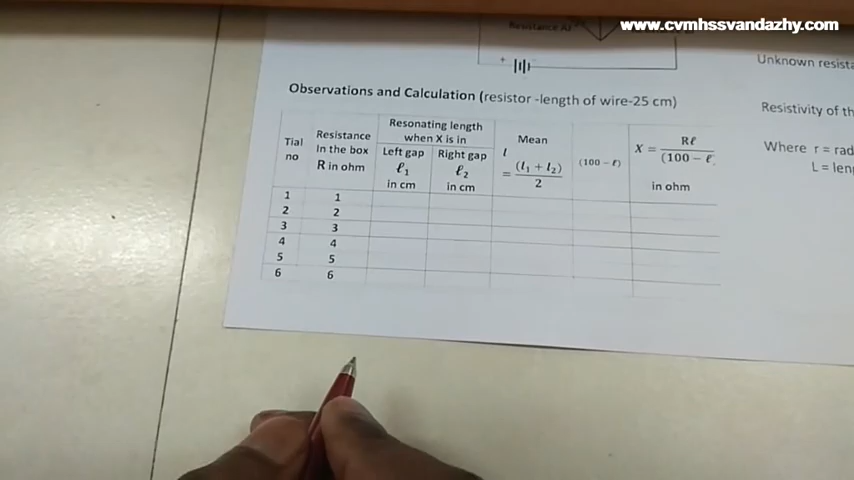 www.cvmhssvandazhy.com
+ -
Unknown resista
Observations and Calculation (resistor -length of wire-25 cm)
Resistivity of th
Where r = rad
L = len
Tial no
Resistance In the box R in ohm
Resonating length when X is in
Left gap ℓ1 in cm
Right gap ℓ2 in cm
Mean l = (l1 + l2) / 2
(100 – ℓ)
X = Rℓ / (100 – ℓ in ohm
1 1
2 2
3 3
4 4
5 5
6 6